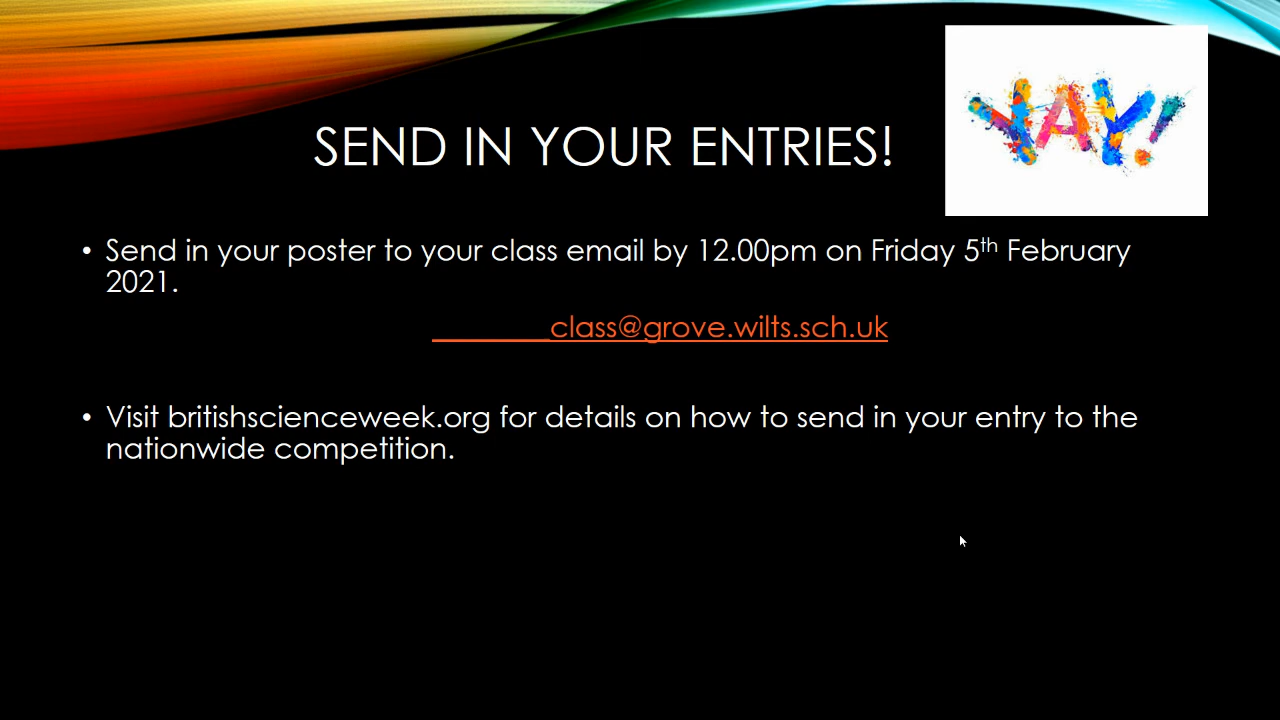 YAY!
SEND IN YOUR ENTRIES!
• Send in your poster to your class email by 12.00pm on Friday 5th February
2021.
________class@grove.wilts.sch.uk
• Visit britishscienceweek.org for details on how to send in your entry to the
nationwide competition.